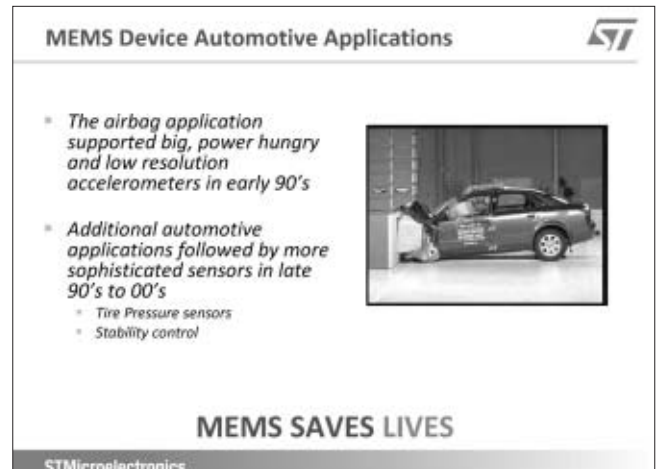 MEMS Device Automotive Applications
ST
▪ The airbag application
supported big, power hungry
and low resolution
accelerometers in early 90's
▪ Additional automotive
applications followed by more
sophisticated sensors in late
90's to 00's
▪ Tire Pressure sensors
▪ Stability control
MEMS SAVES LIVES
STMicroelectronics